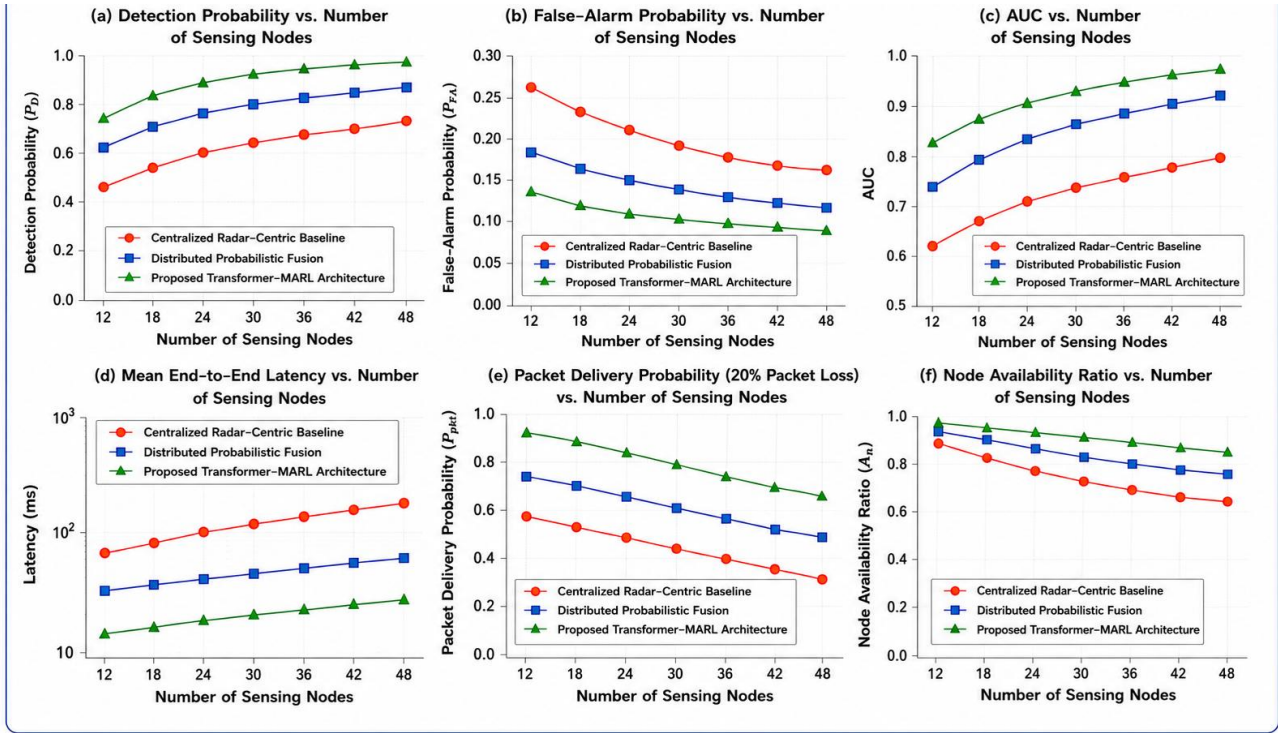 (a) Detection Probability vs. Number
of Sensing Nodes
Detection Probability (P_D)
1.0
0.8
0.6
0.4
0.2
0.0
Centralized Radar-Centric Baseline
Distributed Probabilistic Fusion
Proposed Transformer-MARL Architecture
12 18 24 30 36 42 48
Number of Sensing Nodes
(b) False-Alarm Probability vs. Number
of Sensing Nodes
False-Alarm Probability (P_FA)
0.30
0.25
0.20
0.15
0.10
0.05
0.00
Centralized Radar-Centric Baseline
Distributed Probabilistic Fusion
Proposed Transformer-MARL Architecture
12 18 24 30 36 42 48
Number of Sensing Nodes
(c) AUC vs. Number
of Sensing Nodes
AUC
1.0
0.9
0.8
0.7
0.6
0.5
Centralized Radar-Centric Baseline
Distributed Probabilistic Fusion
Proposed Transformer-MARL Architecture
12 18 24 30 36 42 48
Number of Sensing Nodes
(d) Mean End-to-End Latency vs. Number
of Sensing Nodes
Latency (ms)
10³
10²
10
Centralized Radar-Centric Baseline
Distributed Probabilistic Fusion
Proposed Transformer-MARL Architecture
12 18 24 30 36 42 48
Number of Sensing Nodes
(e) Packet Delivery Probability (20% Packet Loss)
vs. Number of Sensing Nodes
Packet Delivery Probability (P_pkt)
1.0
0.8
0.6
0.4
0.2
0.0
Centralized Radar-Centric Baseline
Distributed Probabilistic Fusion
Proposed Transformer-MARL Architecture
12 18 24 30 36 42 48
Number of Sensing Nodes
(f) Node Availability Ratio vs. Number
of Sensing Nodes
Node Availability Ratio (A_n)
1.0
0.8
0.6
0.4
0.2
0.0
Centralized Radar-Centric Baseline
Distributed Probabilistic Fusion
Proposed Transformer-MARL Architecture
12 18 24 30 36 42 48
Number of Sensing Nodes